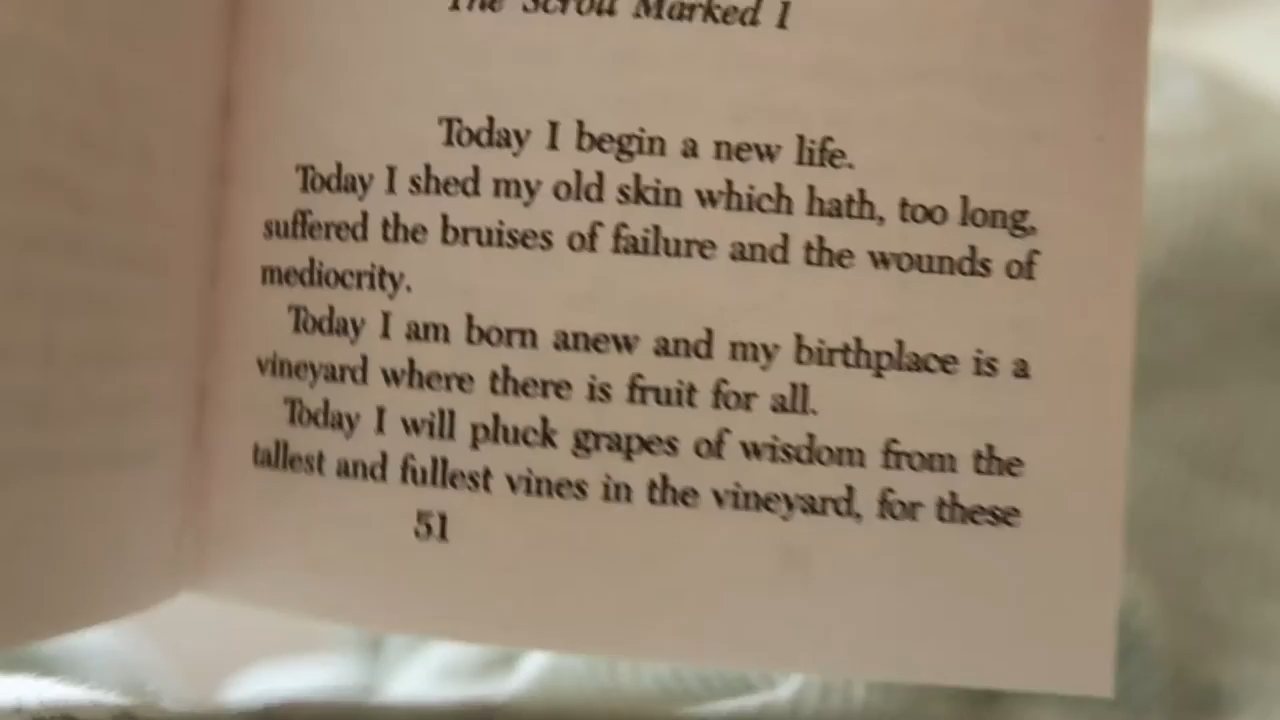 The Scroll Marked I
Today I begin a new life.
Today I shed my old skin which hath, too long,
suffered the bruises of failure and the wounds of
mediocrity.
Today I am born anew and my birthplace is a
vineyard where there is fruit for all.
Today I will pluck grapes of wisdom from the
tallest and fullest vines in the vineyard, for these
51